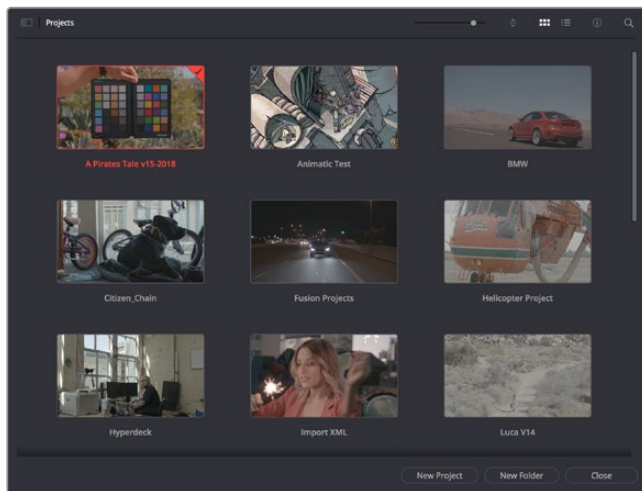 Projects
A Pirates Tale v15-2018
Animatic Test
BMW
Citizen_Chain
Fusion Projects
Helicopter Project
Hyperdeck
Import XML
Luca V14
New Project
New Folder
Close